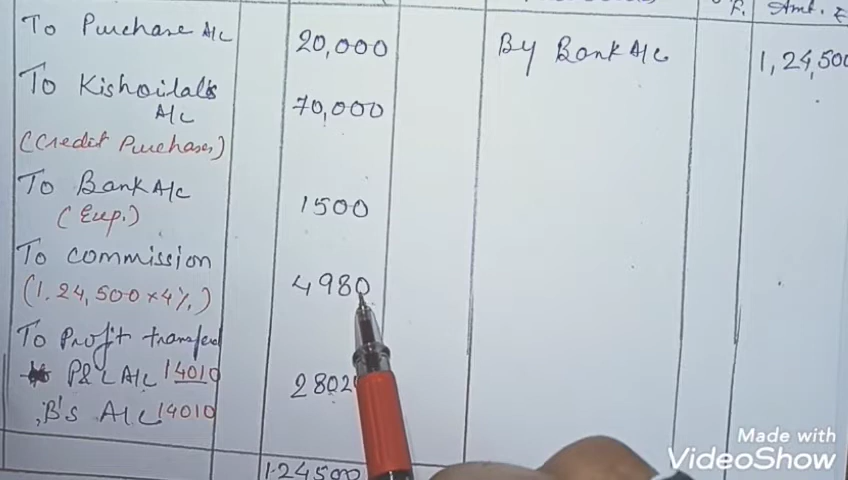 F. Amt. ₹
To Purchase A/c 20,000 By Bank A/c 1,24,500
To Kishorilal's 70,000
A/c
(Credit Purchases)
To Bank A/c 1500
(Exp.)
To commission 4980
(1,24,500×4%)
To Profit transfered
P&L A/c 14010 2802
B's A/c 14010
1,24500
Made with
VideoShow